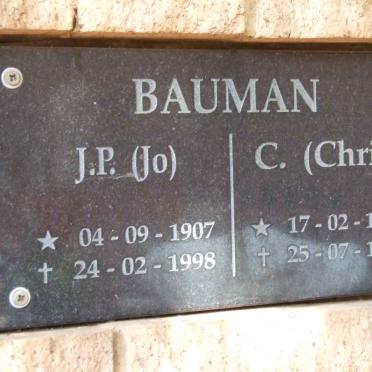 BAUMAN
J.P. (Jo) C. (Chri
★ 04 - 09 - 1907 ★ 17 - 02 - 1
✝ 24 - 02 - 1998 ✝ 25 - 07 - 1